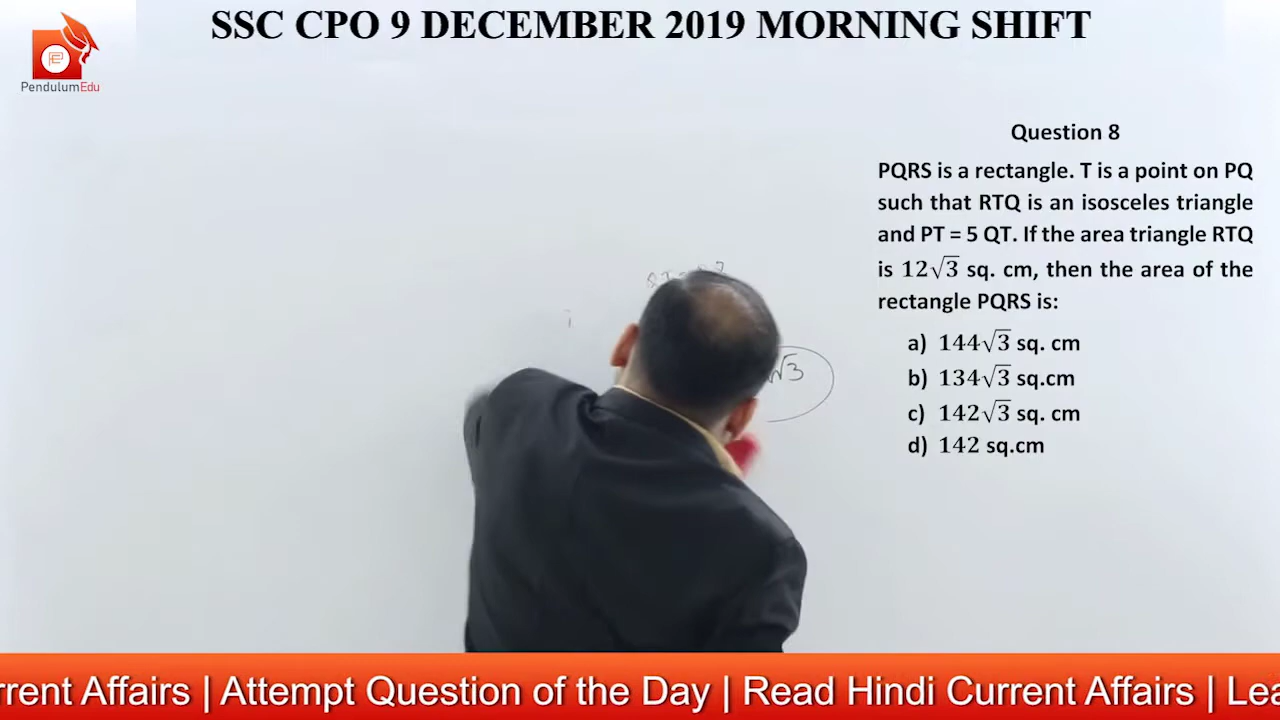 SSC CPO 9 DECEMBER 2019 MORNING SHIFT
PendulumEdu
Question 8
PQRS is a rectangle. T is a point on PQ
such that RTQ is an isosceles triangle
and PT = 5 QT. If the area triangle RTQ
is 12√3 sq. cm, then the area of the
rectangle PQRS is:
a) 144√3 sq. cm
b) 134√3 sq.cm
c) 142√3 sq. cm
d) 142 sq.cm
√3
rrent Affairs | Attempt Question of the Day | Read Hindi Current Affairs | Lea